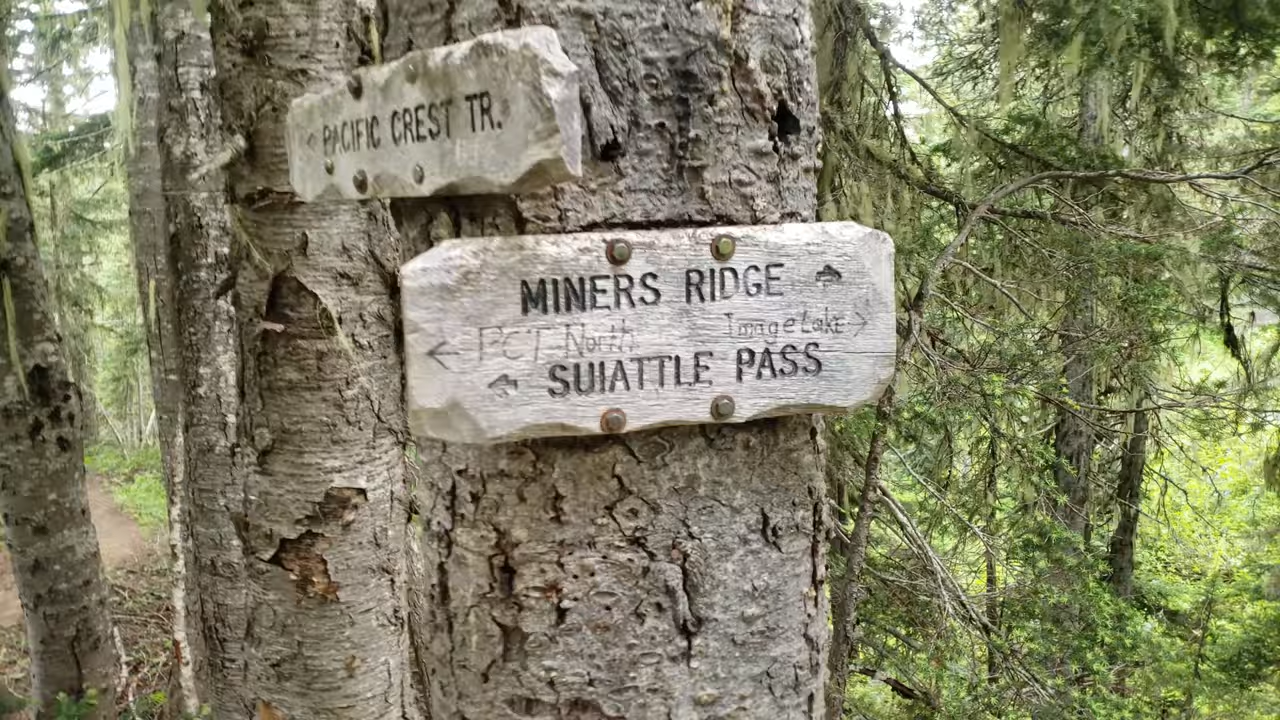 < PACIFIC CREST TR.
MINERS RIDGE →
← PCT North Image Lake >
← SUIATTLE PASS